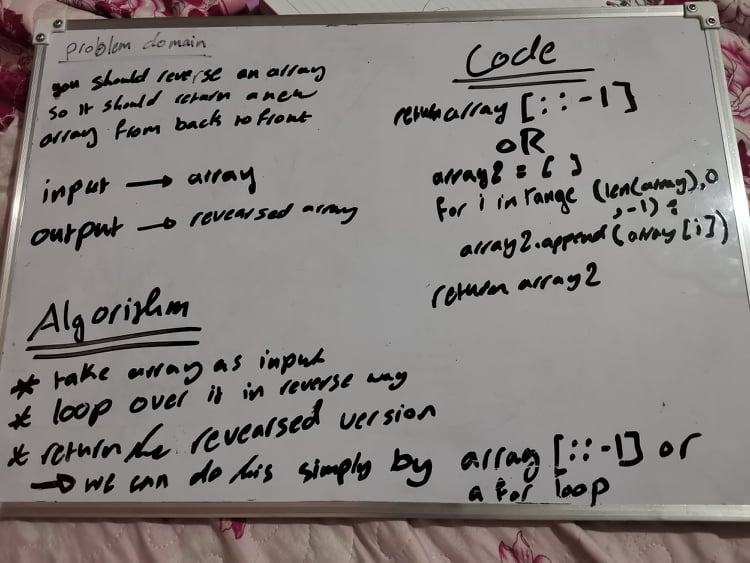 problem domain
you should reverse an array
so it should return a new
array from back to front
input → array
output → revearsed array
Algorithm
* take array as input
* loop over it in reverse way
* return the revearsed version
→ we can do this simply by array [::-1] or
a for loop
Code
return array [::-1]
OR
array2 = [ ]
for i in range (len(array),0
,-1) :
array2.append(array[i])
return array2